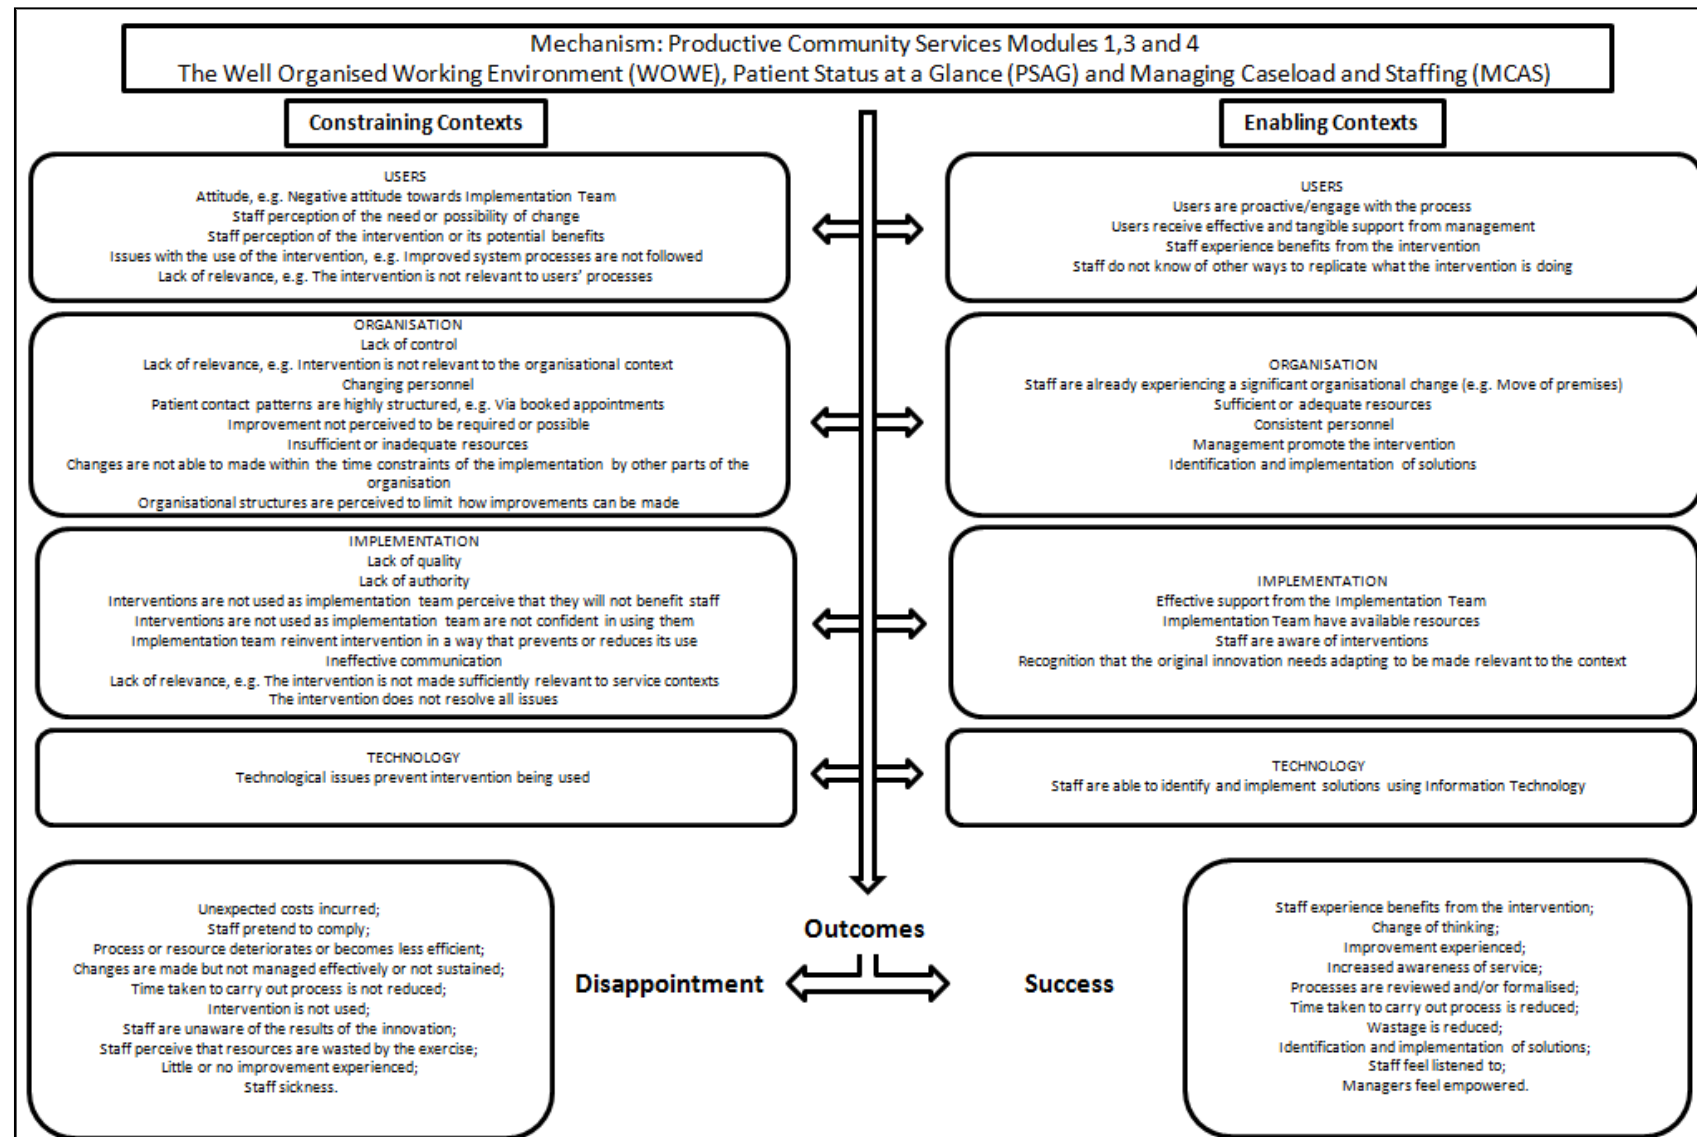 Mechanism: Productive Community Services Modules 1,3 and 4
The Well Organised Working Environment (WOWE), Patient Status at a Glance (PSAG) and Managing Caseload and Staffing (MCAS)
Constraining Contexts
Enabling Contexts
USERS
Attitude, e.g. Negative attitude towards Implementation Team
Staff perception of the need or possibility of change
Staff perception of the intervention or its potential benefits
Issues with the use of the intervention, e.g. Improved system processes are not followed
Lack of relevance, e.g. The intervention is not relevant to users' processes
USERS
Users are proactive/engage with the process
Users receive effective and tangible support from management
Staff experience benefits from the intervention
Staff do not know of other ways to replicate what the intervention is doing
ORGANISATION
Lack of control
Lack of relevance, e.g. Intervention is not relevant to the organisational context
Changing personnel
Patient contact patterns are highly structured, e.g. Via booked appointments
Improvement not perceived to be required or possible
Insufficient or inadequate resources
Changes are not able to made within the time constraints of the implementation by other parts of the
organisation
Organisational structures are perceived to limit how improvements can be made
ORGANISATION
Staff are already experiencing a significant organisational change (e.g. Move of premises)
Sufficient or adequate resources
Consistent personnel
Management promote the intervention
Identification and implementation of solutions
IMPLEMENTATION
Lack of quality
Lack of authority
Interventions are not used as implementation team perceive that they will not benefit staff
Interventions are not used as implementation team are not confident in using them
Implementation team reinvent intervention in a way that prevents or reduces its use
Ineffective communication
Lack of relevance, e.g. The intervention is not made sufficiently relevant to service contexts
The intervention does not resolve all issues
IMPLEMENTATION
Effective support from the Implementation Team
Implementation Team have available resources
Staff are aware of interventions
Recognition that the original innovation needs adapting to be made relevant to the context
TECHNOLOGY
Technological issues prevent intervention being used
TECHNOLOGY
Staff are able to identify and implement solutions using Information Technology
Outcomes
Disappointment
Success
Unexpected costs incurred;
Staff pretend to comply;
Process or resource deteriorates or becomes less efficient;
Changes are made but not managed effectively or not sustained;
Time taken to carry out process is not reduced;
Intervention is not used;
Staff are unaware of the results of the innovation;
Staff perceive that resources are wasted by the exercise;
Little or no improvement experienced;
Staff sickness.
Staff experience benefits from the intervention;
Change of thinking;
Improvement experienced;
Increased awareness of service;
Processes are reviewed and/or formalised;
Time taken to carry out process is reduced;
Wastage is reduced;
Identification and implementation of solutions;
Staff feel listened to;
Managers feel empowered.